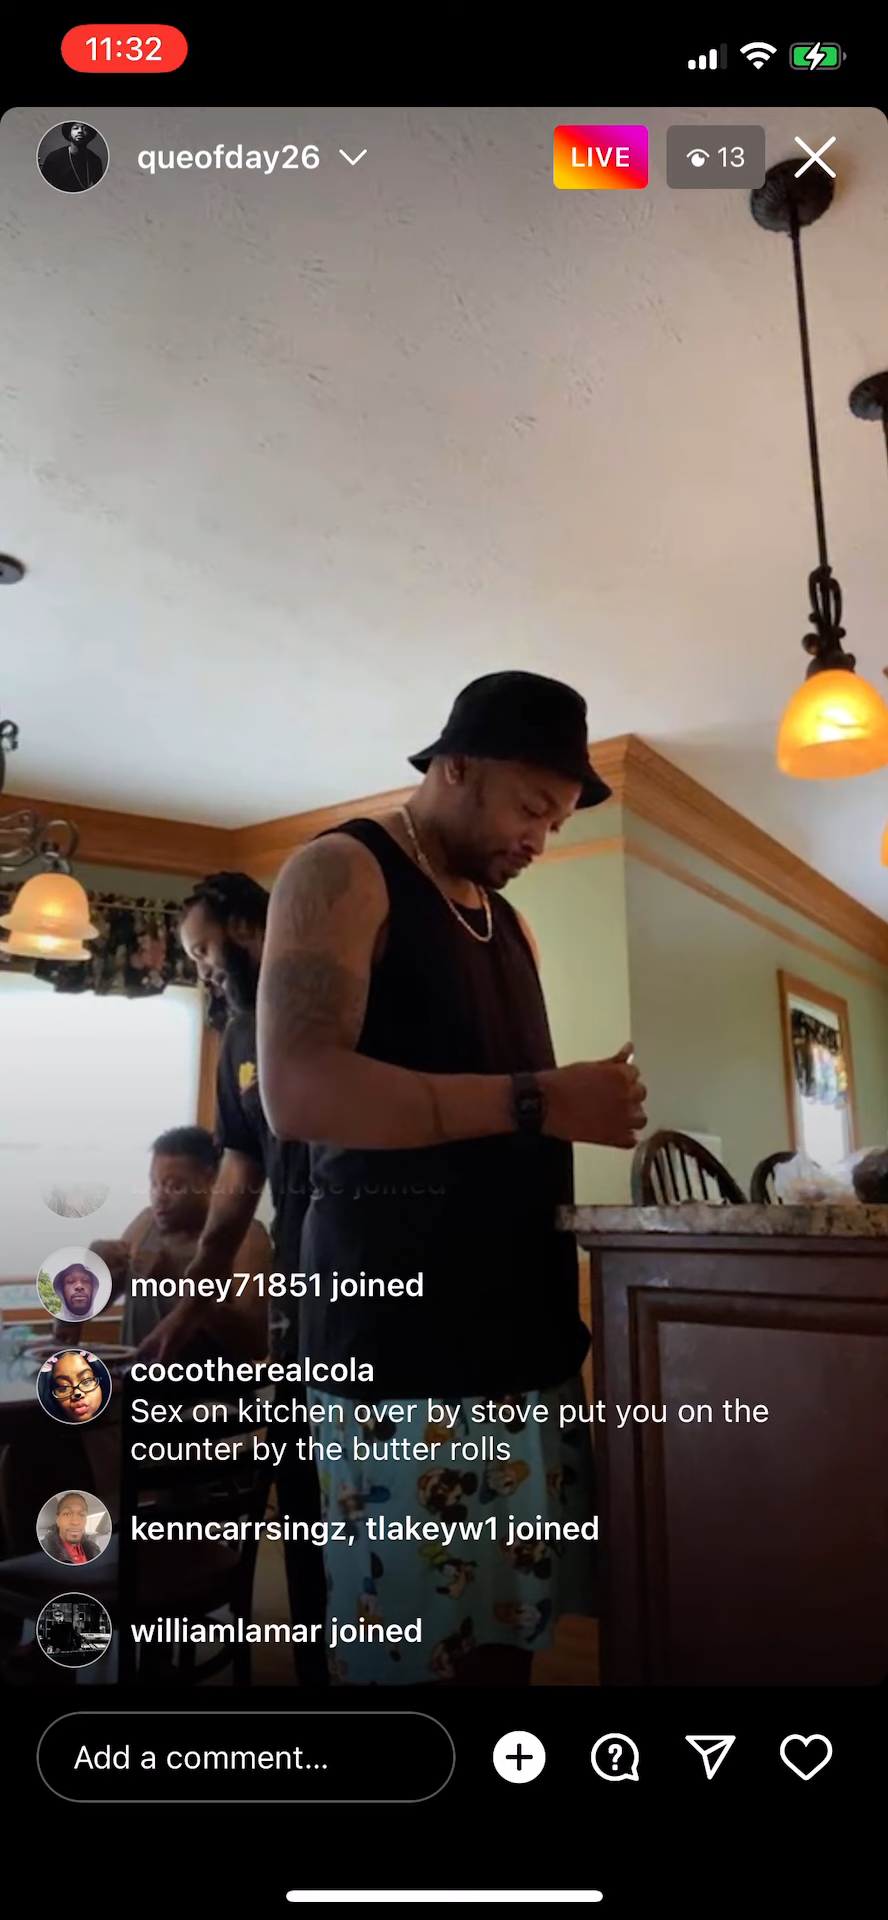 11:32
queofday26
LIVE
13
joined
money71851 joined
cocotherealcola
Sex on kitchen over by stove put you on the
counter by the butter rolls
kenncarrsingz, tlakeyw1 joined
williamlamar joined
Add a comment...